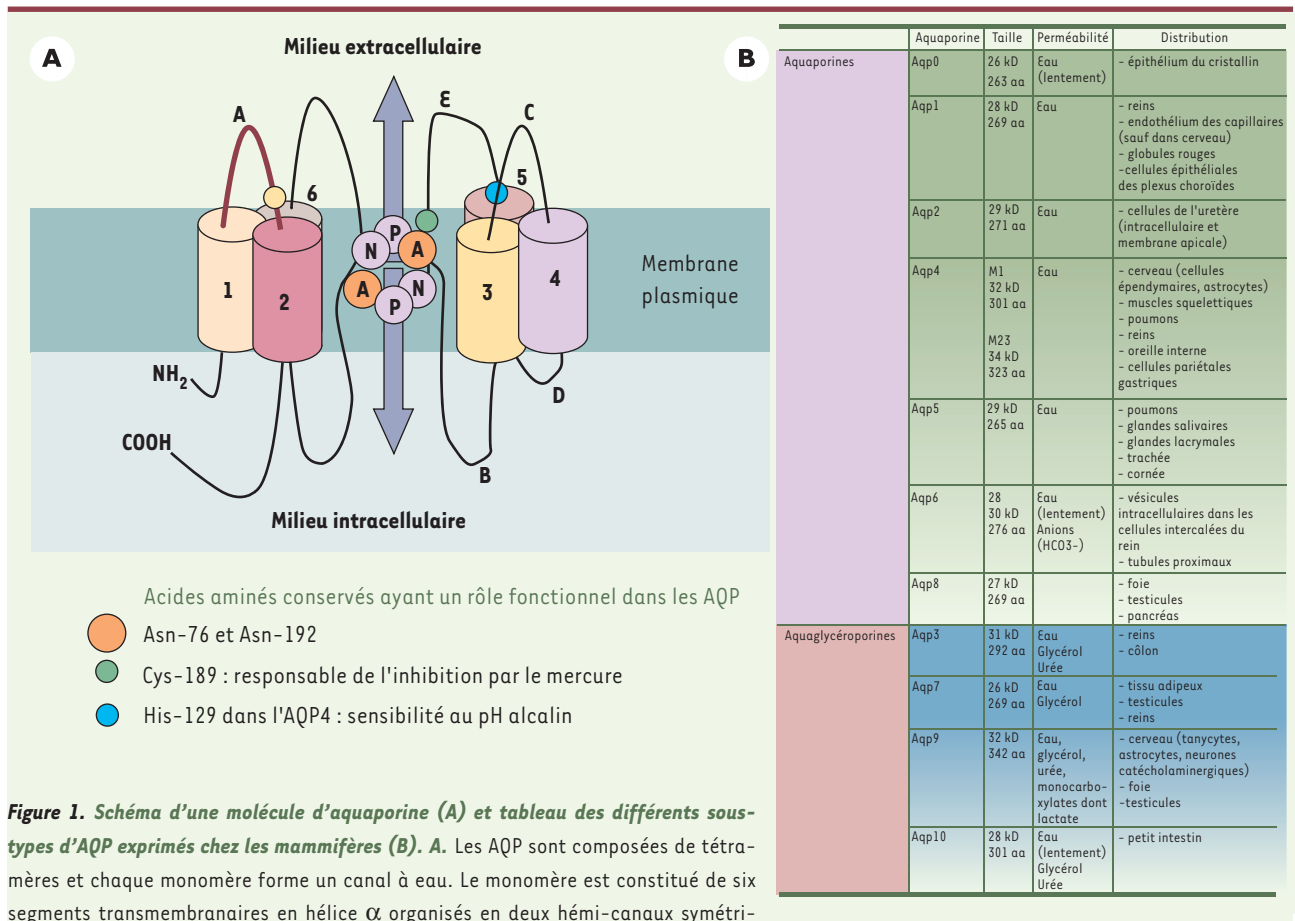 A
Milieu extracellulaire
A
E
C
6
5
P
N
A
A
N
P
1
2
3
4
Membrane
plasmique
NH2
COOH
D
B
Milieu intracellulaire
Acides aminés conservés ayant un rôle fonctionnel dans les AQP
Asn-76 et Asn-192
Cys-189 : responsable de l'inhibition par le mercure
His-129 dans l'AQP4 : sensibilité au pH alcalin
Figure 1. Schéma d'une molécule d'aquaporine (A) et tableau des différents sous-
types d'AQP exprimés chez les mammifères (B). A. Les AQP sont composées de tétra-
mères et chaque monomère forme un canal à eau. Le monomère est constitué de six
segments transmembranaires en hélice α organisés en deux hémi-canaux symétri-
B
Aquaporine Taille Perméabilité Distribution
Aquaporines Aqp0 26 kD Eau - épithélium du cristallin
263 aa (lentement)
Aqp1 28 kD Eau - reins
269 aa - endothélium des capillaires
(sauf dans cerveau)
- globules rouges
-cellules épithéliales
des plexus choroïdes
Aqp2 29 kD Eau - cellules de l'uretère
271 aa (intracellulaire et
membrane apicale)
Aqp4 M1 Eau - cerveau (cellules
32 kD épendymaires, astrocytes)
301 aa - muscles squelettiques
- poumons
M23 - reins
34 kD - oreille interne
323 aa - cellules pariétales
gastriques
Aqp5 29 kD Eau - poumons
265 aa - glandes salivaires
- glandes lacrymales
- trachée
- cornée
Aqp6 28 Eau - vésicules
30 kD (lentement) intracellulaires dans les
276 aa Anions cellules intercalées du
(HCO3-) rein
- tubules proximaux
Aqp8 27 kD - foie
269 aa - testicules
- pancréas
Aquaglycéroporines Aqp3 31 kD Eau - reins
292 aa Glycérol - côlon
Urée
Aqp7 26 kD Eau - tissu adipeux
269 aa Glycérol - testicules
- reins
Aqp9 32 kD Eau, - cerveau (tanycytes,
342 aa glycérol, astrocytes, neurones
urée, catécholaminergiques)
monocarbo- - foie
xylates dont -testicules
lactate
Aqp10 28 kD Eau - petit intestin
301 aa (lentement)
Glycérol
Urée